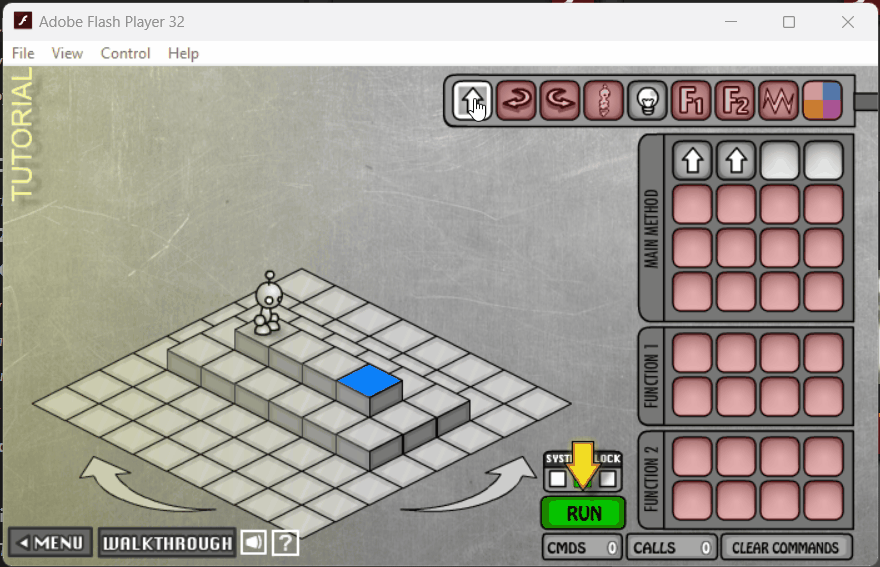 Adobe Flash Player 32
File View Control Help
TUTORIAL
F1 F2
MAIN METHOD
FUNCTION 1
FUNCTION 2
RUN
MENU WALKTHROUGH ?
CMDS 0 CALLS 0 CLEAR COMMANDS